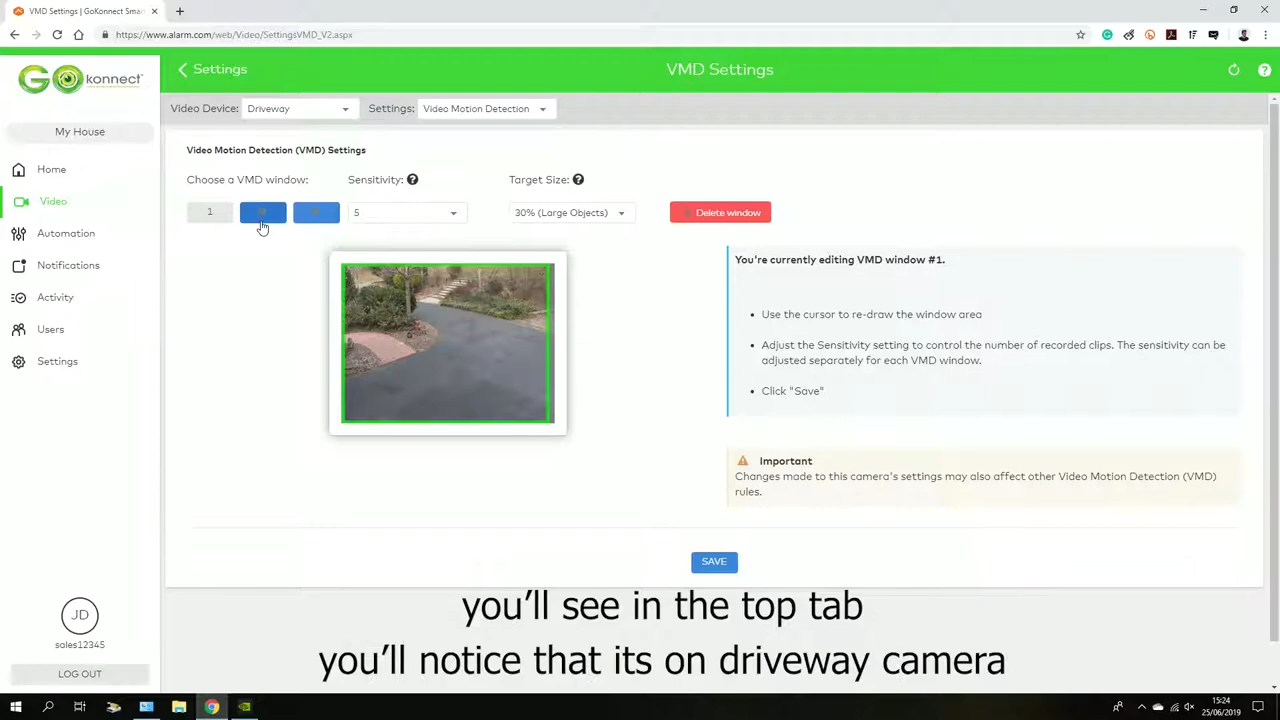 VMD Settings | GoKonnect Smar
https://www.alarm.com/web/Video/SettingsVMD_V2.aspx
GO konnect
Settings
VMD Settings
Video Device: Driveway
Settings: Video Motion Detection
My House
Home
Video
Automation
Notifications
Activity
Users
Settings
Video Motion Detection (VMD) Settings
Choose a VMD window:
Sensitivity:
Target Size:
1
5
30% (Large Objects)
Delete window
You're currently editing VMD window #1.
• Use the cursor to re-draw the window area
• Adjust the Sensitivity setting to control the number of recorded clips. The sensitivity can be
adjusted separately for each VMD window.
• Click "Save"
Important
Changes made to this camera's settings may also affect other Video Motion Detection (VMD)
rules.
SAVE
JD
sales12345
LOG OUT
you'll see in the top tab
you'll notice that its on driveway camera
15:24
25/06/2019